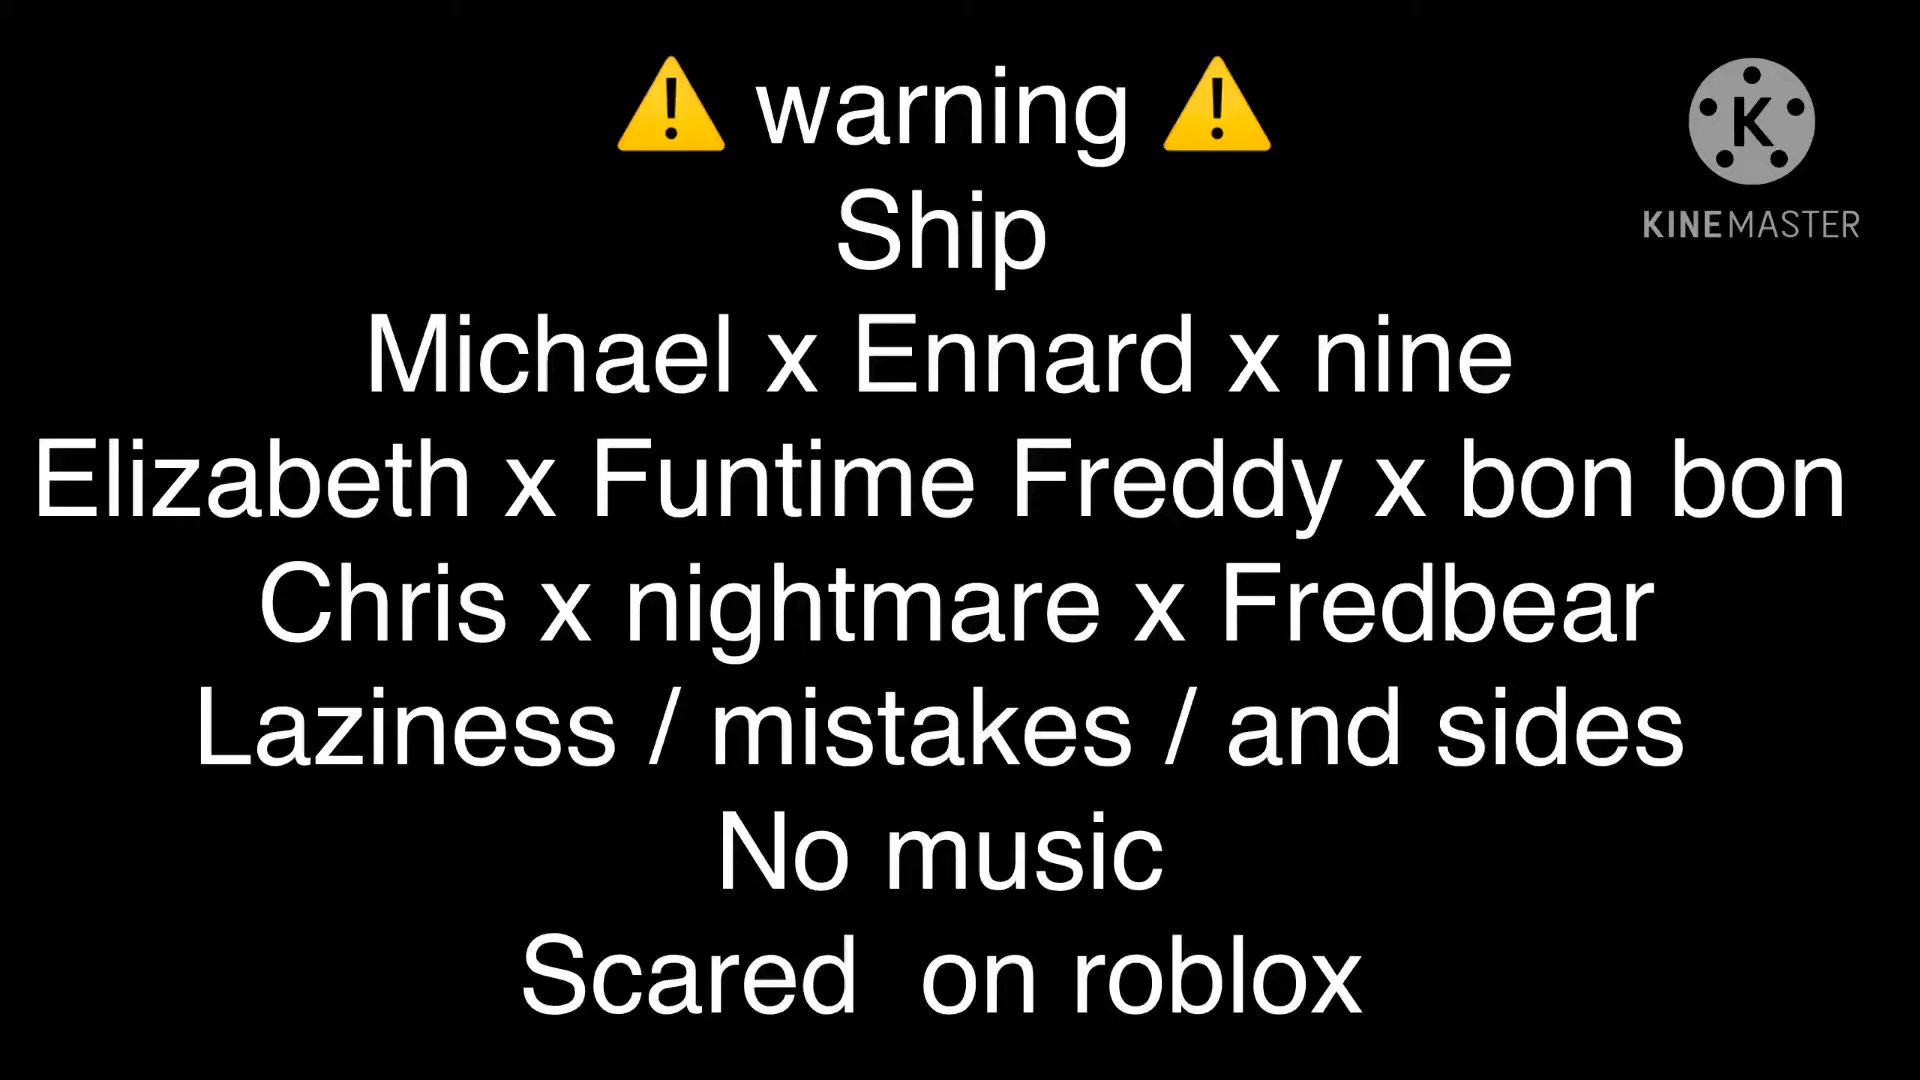 ⚠️ warning ⚠️
Ship
Michael x Ennard x nine
Elizabeth x Funtime Freddy x bon bon
Chris x nightmare x Fredbear
Laziness / mistakes / and sides
No music
Scared  on roblox
K
KINEMASTER